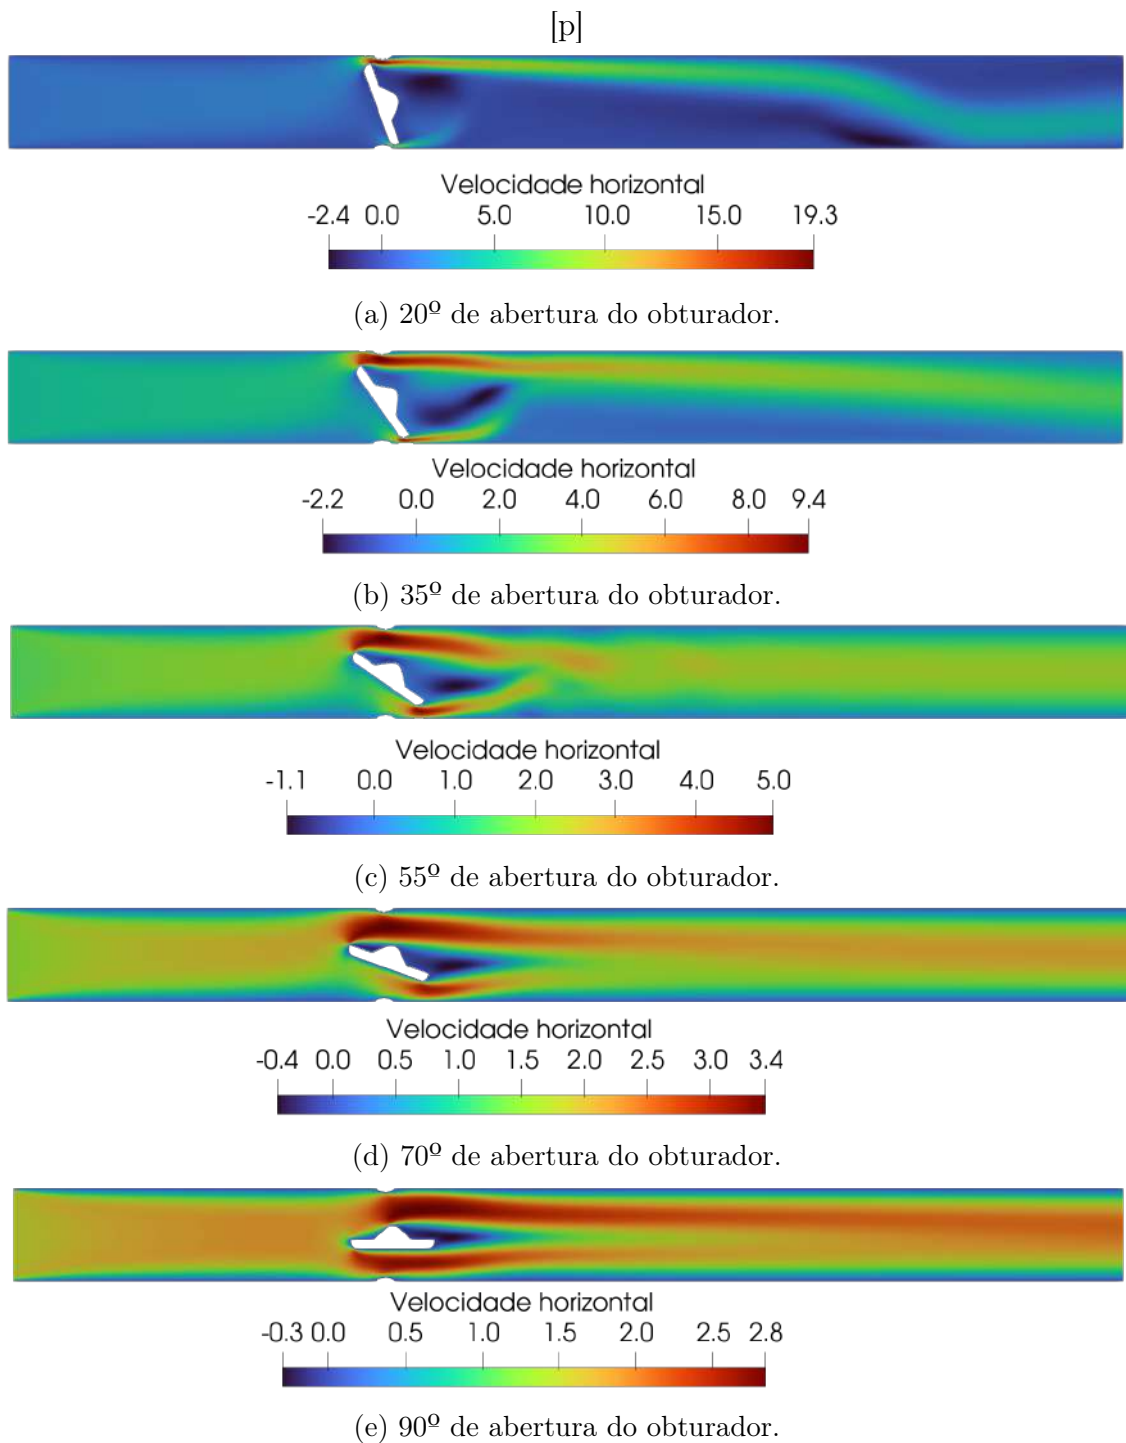 [p]
Velocidade horizontal
-2.4 0.0 5.0 10.0 15.0 19.3
(a) 20º de abertura do obturador.
Velocidade horizontal
-2.2 0.0 2.0 4.0 6.0 8.0 9.4
(b) 35º de abertura do obturador.
Velocidade horizontal
-1.1 0.0 1.0 2.0 3.0 4.0 5.0
(c) 55º de abertura do obturador.
Velocidade horizontal
-0.4 0.0 0.5 1.0 1.5 2.0 2.5 3.0 3.4
(d) 70º de abertura do obturador.
Velocidade horizontal
-0.3 0.0 0.5 1.0 1.5 2.0 2.5 2.8
(e) 90º de abertura do obturador.